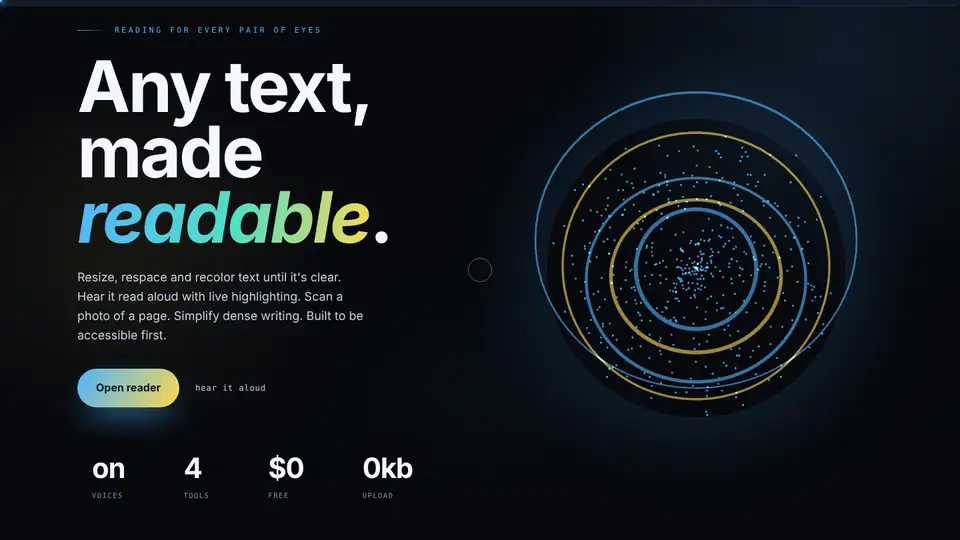 READING FOR EVERY PAIR OF EYES
Any text,
made
readable.
Resize, respace and recolor text until it's clear.
Hear it read aloud with live highlighting. Scan a
photo of a page. Simplify dense writing. Built to be
accessible first.
Open reader
hear it aloud
on
4
$0
0kb
VOICES
TOOLS
FREE
UPLOAD